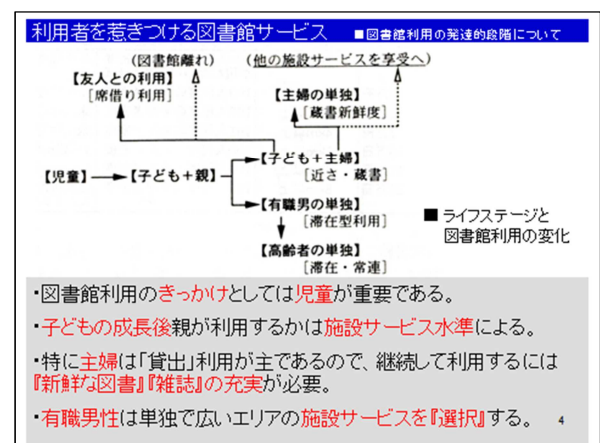 利用者を惹きつける図書館サービス ■図書館利用の発達的段階について
(図書館離れ) (他の施設サービスを享受へ)
【友人との利用】
[席借り利用]
【主婦の単独】
[蔵書新鮮度]
【児童】 【子ども+親】
【子ども+主婦】
[近さ・蔵書]
【有職男の単独】
[滞在型利用]
【高齢者の単独】
[滞在・常連]
■ ライフステージと
図書館利用の変化
・図書館利用のきっかけとしては児童が重要である。
・子どもの成長後親が利用するかは施設サービス水準による。
・特に主婦は「貸出」利用が主であるので、継続して利用するには
『新鮮な図書』『雑誌』の充実が必要。
・有職男性は単独で広いエリアの施設サービスを『選択』する。
4